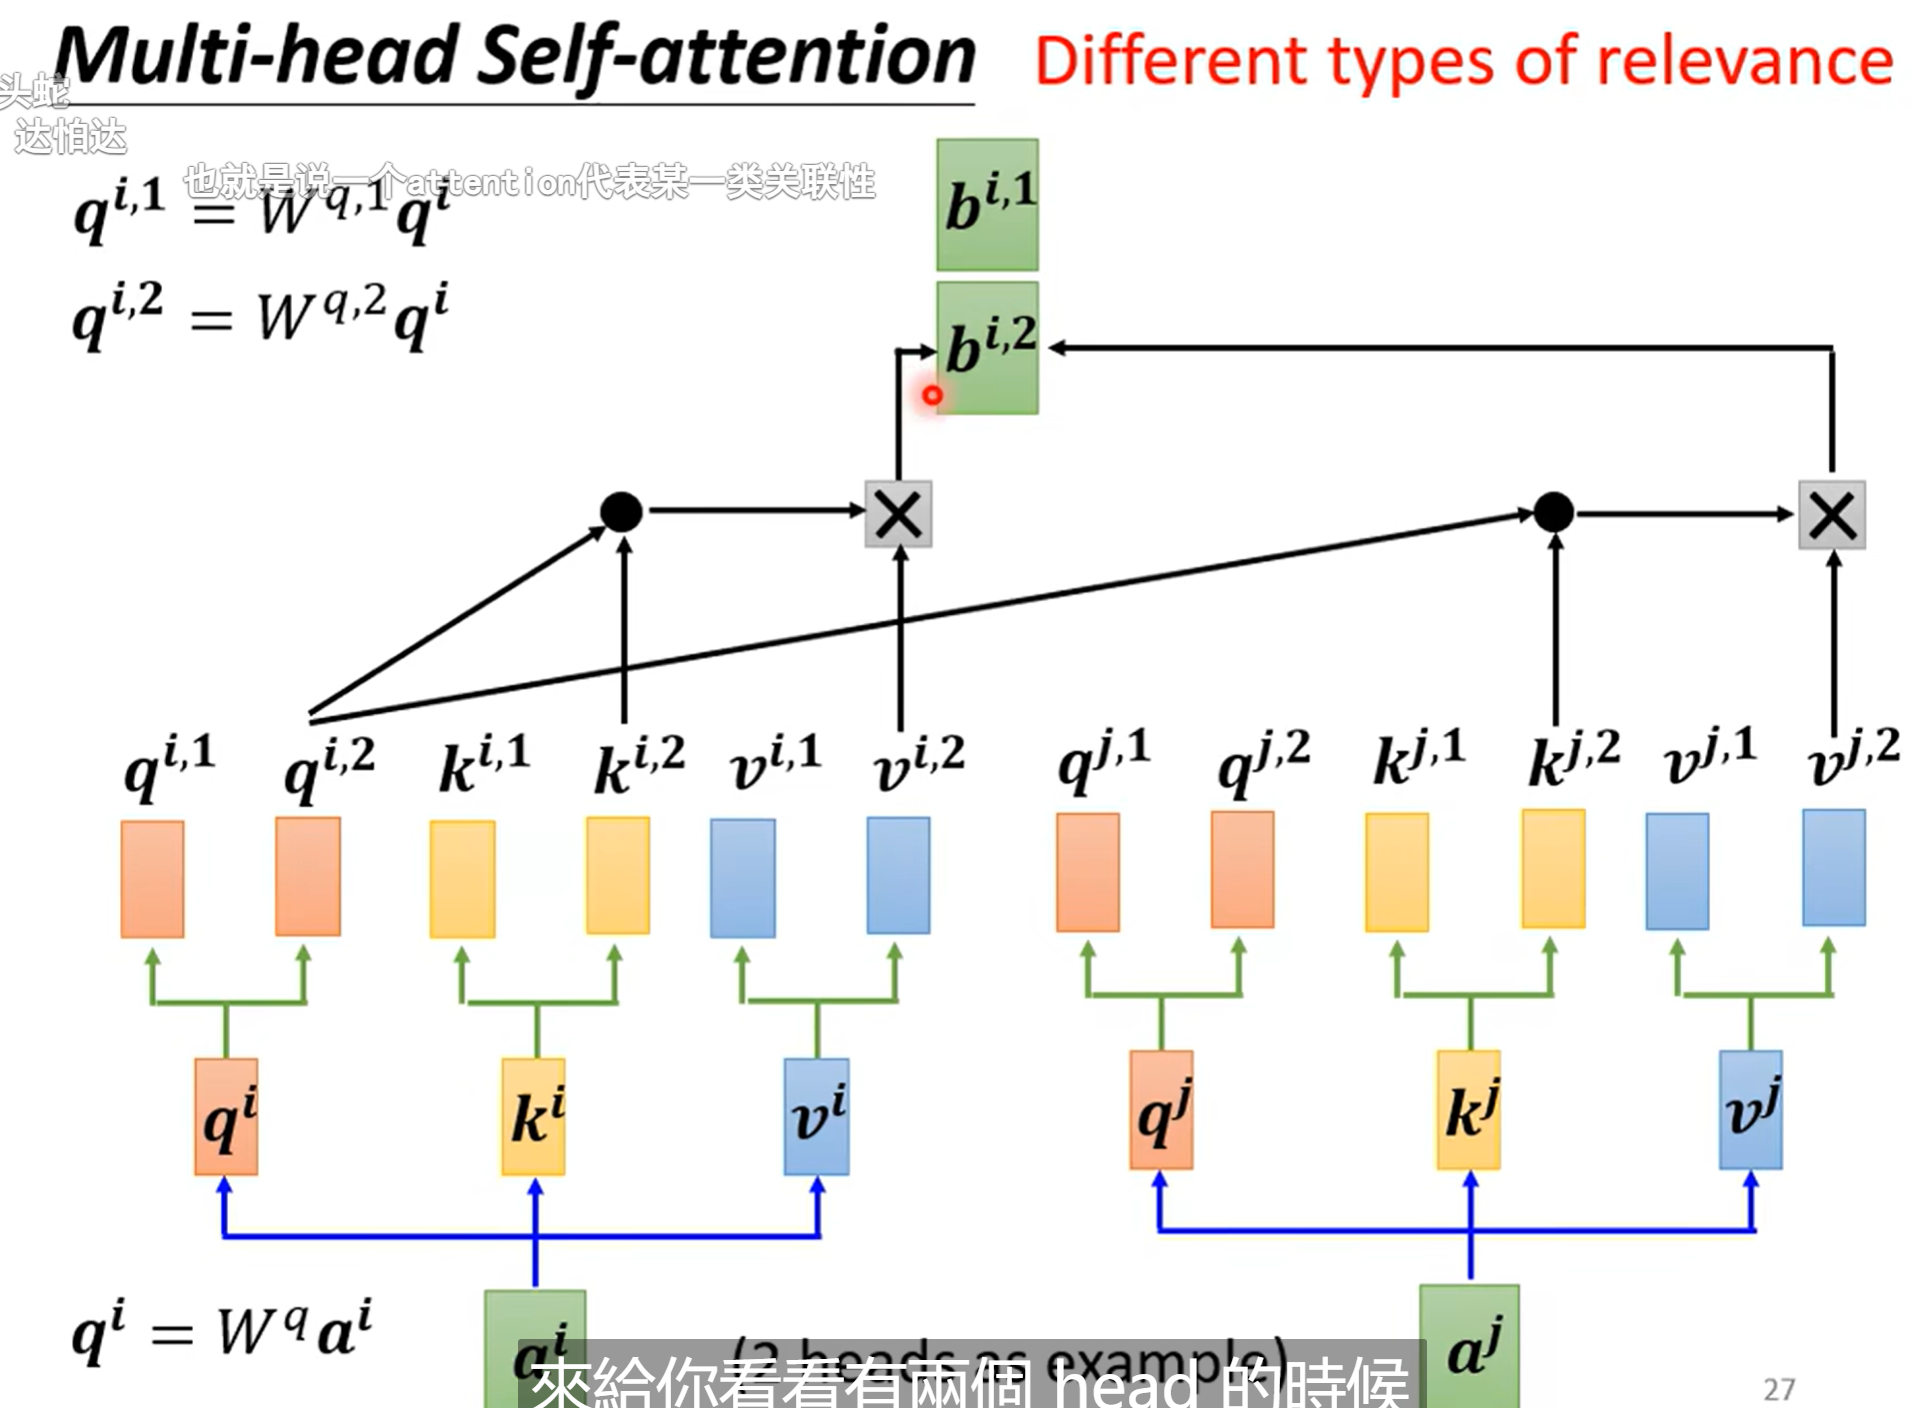 Multi-head Self-attention
Different types of relevance
头蛇
达怕达
也就是说一个attention代表某一类关联性
q^{i,1} = W^{q,1}q^i
q^{i,2} = W^{q,2}q^i
b^{i,1}
b^{i,2}
q^{i,1} q^{i,2} k^{i,1} k^{i,2} v^{i,1} v^{i,2} q^{j,1} q^{j,2} k^{j,1} k^{j,2} v^{j,1} v^{j,2}
q^i k^i v^i q^j k^j v^j
q^i = W^q a^i
a^i
(2 heads as example)
a^j
來給你看看有兩個 head 的時候
27